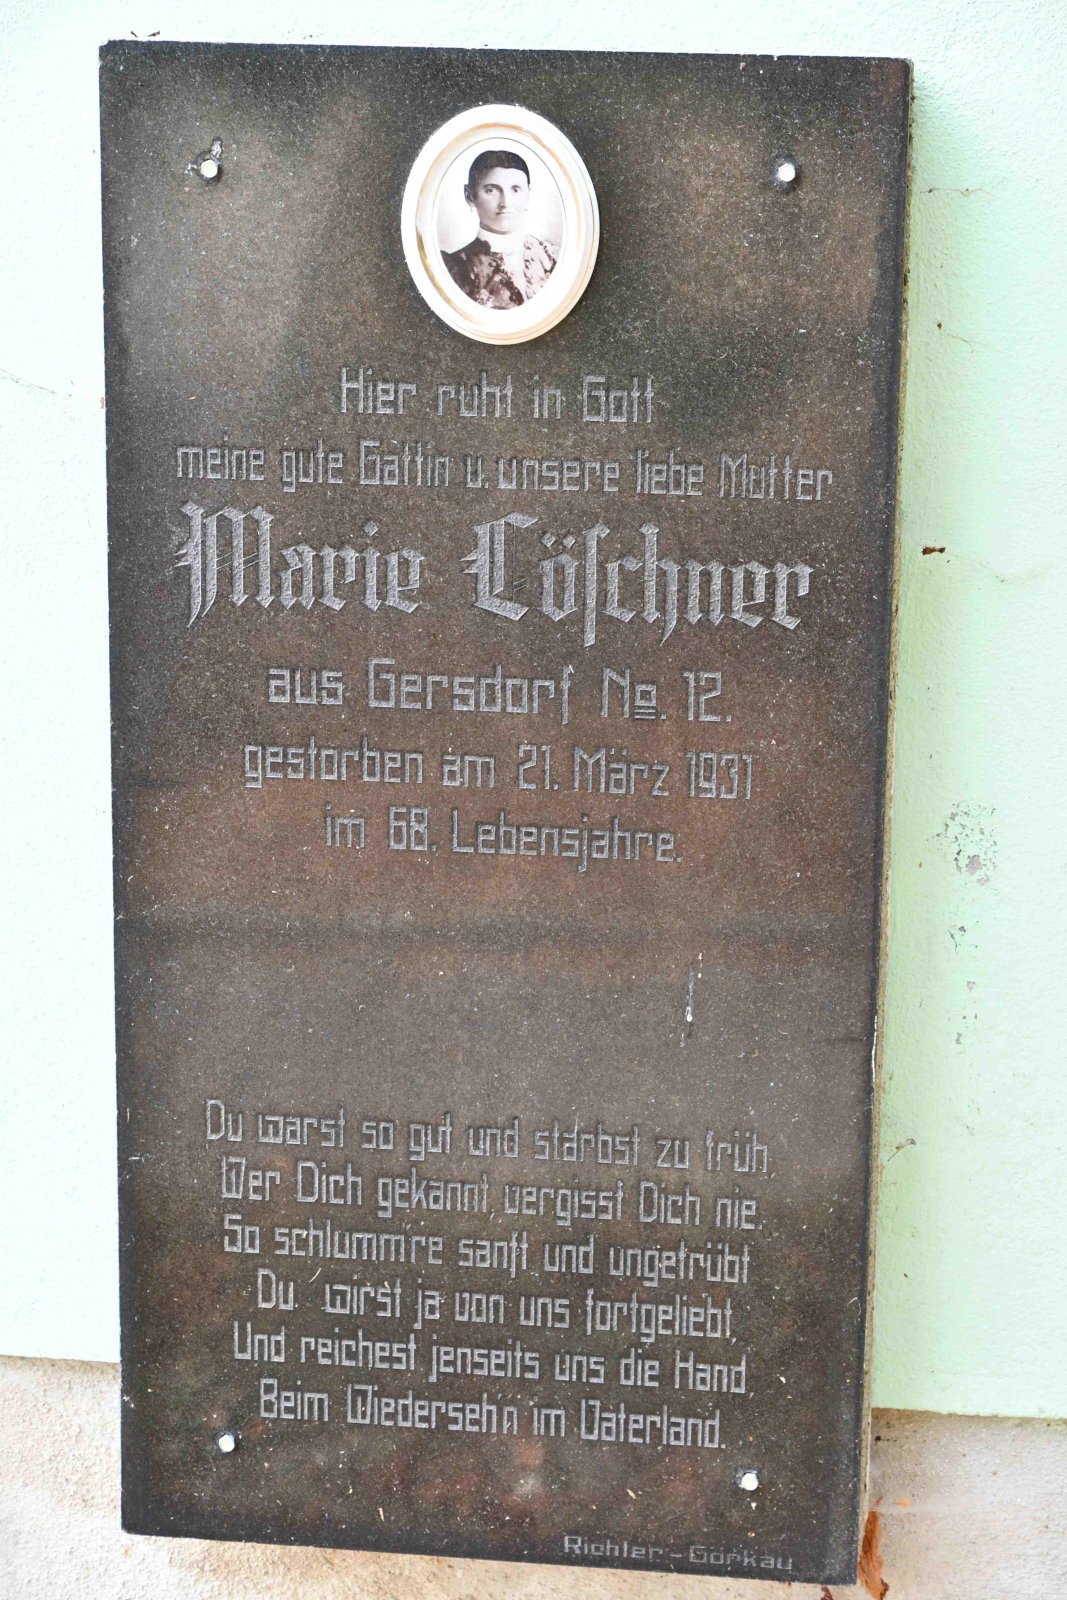 Hier ruht in Gott
meine gute Gattin u. unsere liebe Mutter
Marie Löschner
aus Gersdorf No. 12.
gestorben am 21. März 1931
im 68. Lebensjahre.
Du warst so gut und starbst zu früh,
Wer Dich gekannt, vergisst Dich nie.
So schlumm're sanft und ungetrübt
Du wirst ja von uns fortgeliebt,
Und reichest jenseits uns die Hand,
Beim Wiedersehn im Vaterland.
Richter-Görkau